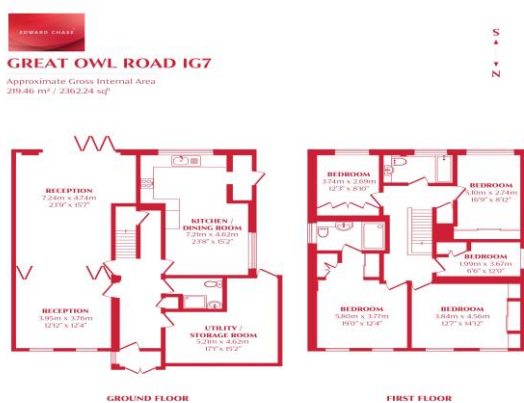 EDWARD CHASE
GREAT OWL ROAD IG7
Approximate Gross Internal Area
219.46 m² / 2362.24 sqft
S
N
RECEPTION
7.24m x 4.74m
23'9" x 15'7"
KITCHEN /
DINING ROOM
7.21m x 4.62m
23'8" x 15'2"
RECEPTION
3.95m x 3.76m
12'12" x 12'4"
UTILITY /
STORAGE ROOM
5.21m x 4.62m
17'1" x 15'2"
GROUND FLOOR
BEDROOM
3.74m x 2.69m
12'3" x 8'10"
BEDROOM
5.10m x 2.74m
16'9" x 8'12"
BEDROOM
1.99m x 3.67m
6'6" x 12'0"
BEDROOM
5.80m x 3.77m
19'0" x 12'4"
BEDROOM
3.84m x 4.56m
12'7" x 14'12"
FIRST FLOOR